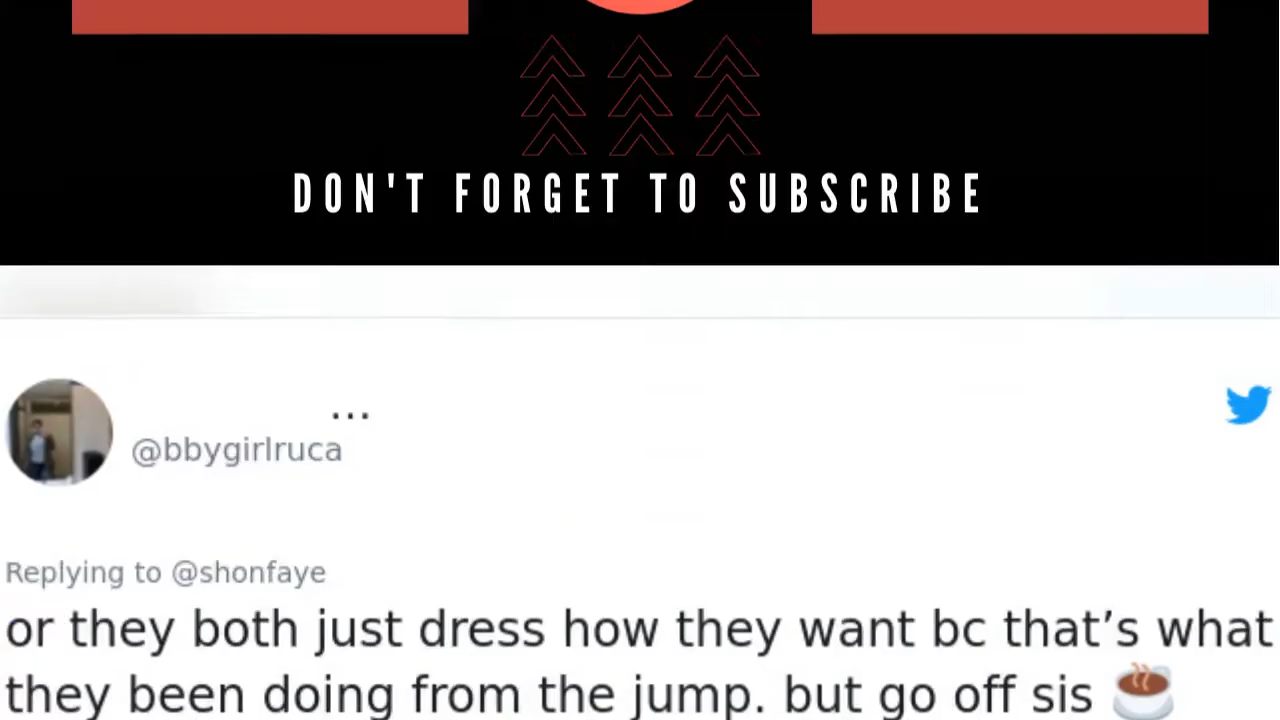 DON'T FORGET TO SUBSCRIBE
...
@bbygirlruca
Replying to @shonfaye
or they both just dress how they want bc that’s what
they been doing from the jump. but go off sis ☕